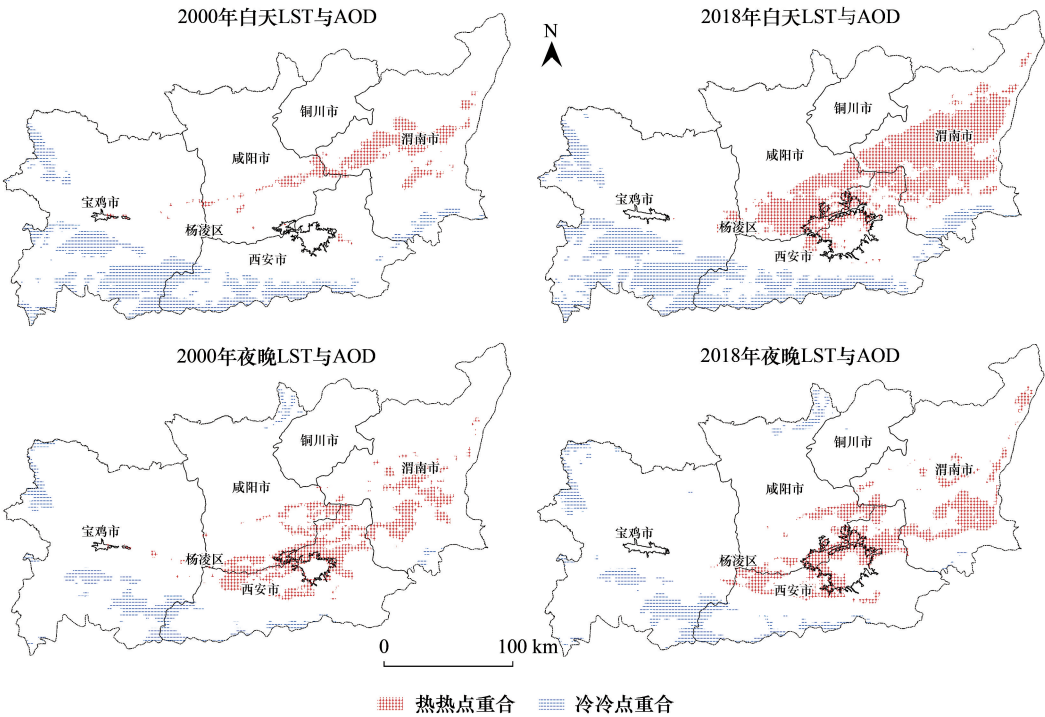 2000年白天LST与AOD
铜川市
渭南市
咸阳市
宝鸡市
杨凌区
西安市
2018年白天LST与AOD
N
铜川市
渭南市
咸阳市
宝鸡市
杨凌区
西安市
2000年夜晚LST与AOD
铜川市
渭南市
咸阳市
宝鸡市
杨凌区
西安市
2018年夜晚LST与AOD
铜川市
渭南市
咸阳市
宝鸡市
杨凌区
西安市
0 100 km
热热点重合 冷冷点重合